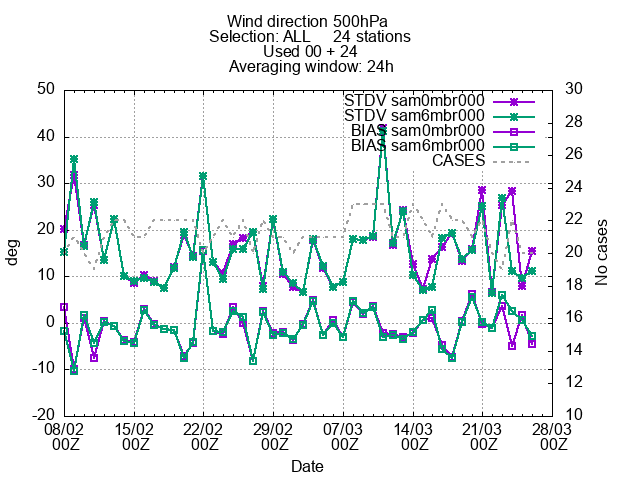 Wind direction 500hPa
Selection: ALL 24 stations
Used 00 + 24
Averaging window: 24h
50 30
STDV sam0mbr000
28
STDV sam6mbr000
40
BIAS sam0mbr000
BIAS sam6mbr000
26
CASES
30 24
22
20
deg No cases
20
10 18
0 16
14
-10
12
-20 10
08/02 15/02 22/02 29/02 07/03 14/03 21/03 28/03
00Z 00Z 00Z 00Z 00Z 00Z 00Z 00Z
Date